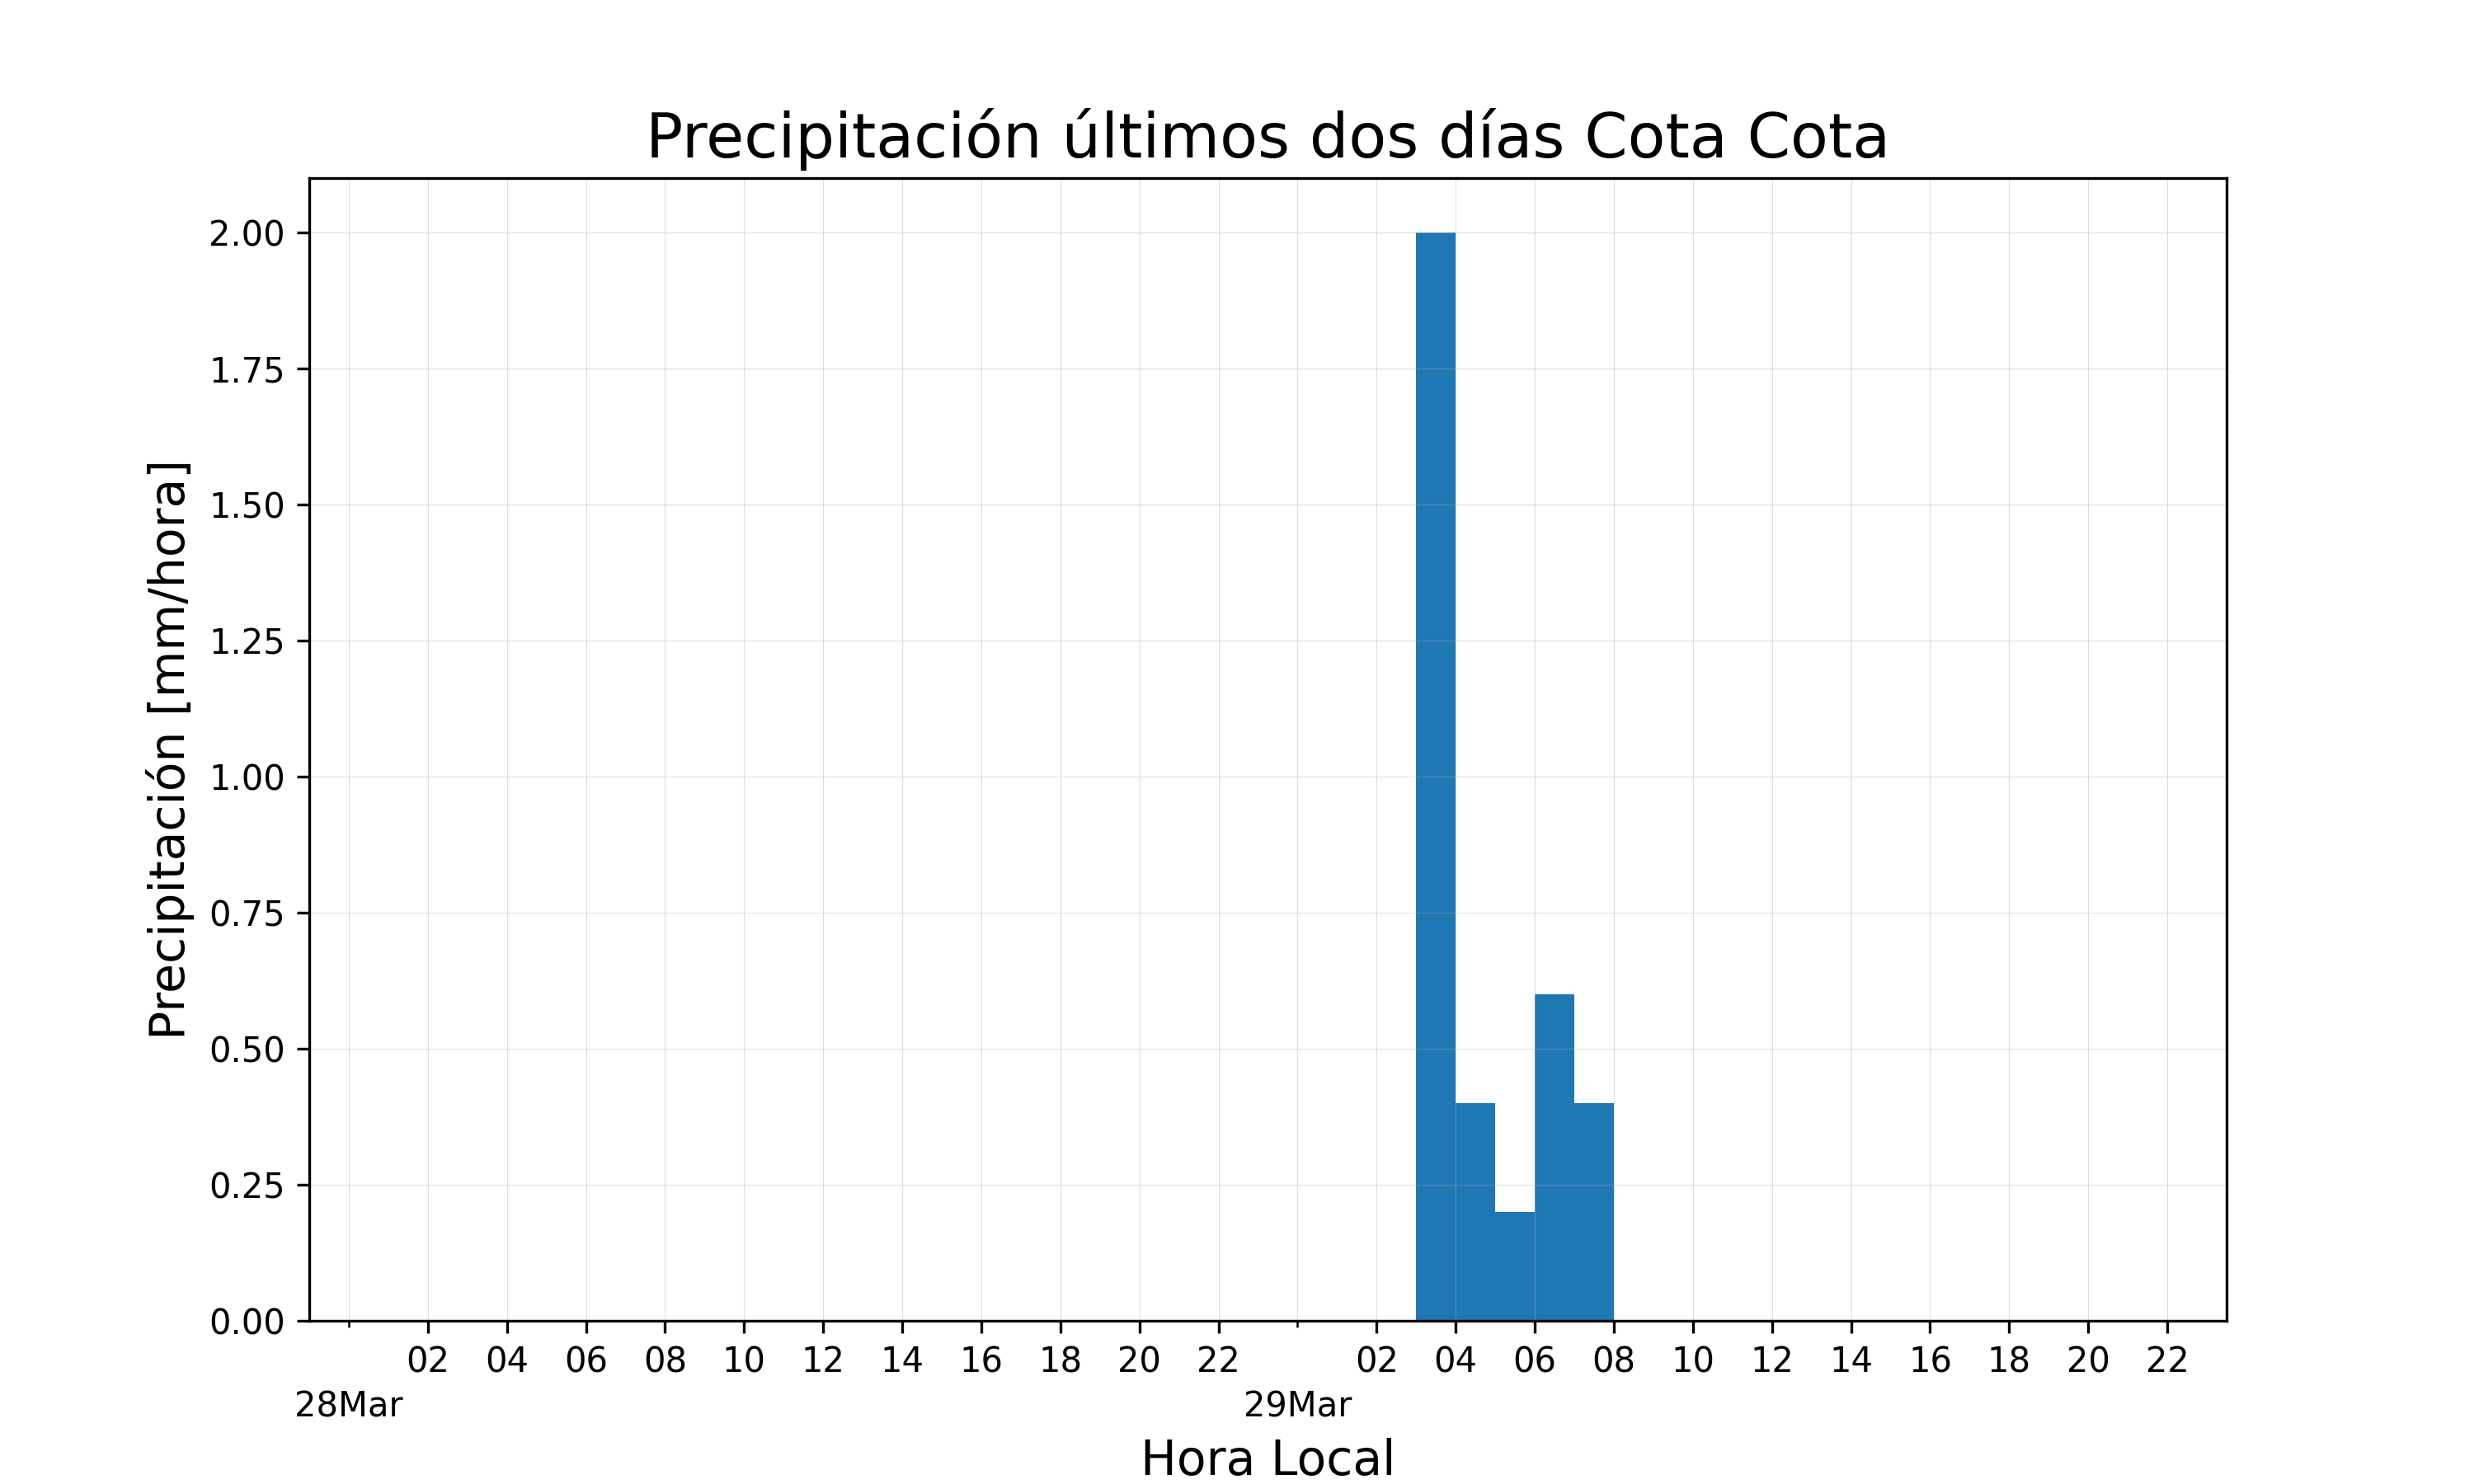 Precipitación últimos dos días Cota Cota
Precipitación [mm/hora]
2.00
1.75
1.50
1.25
1.00
0.75
0.50
0.25
0.00
02 04 06 08 10 12 14 16 18 20 22 02 04 06 08 10 12 14 16 18 20 22
28Mar 29Mar
Hora Local